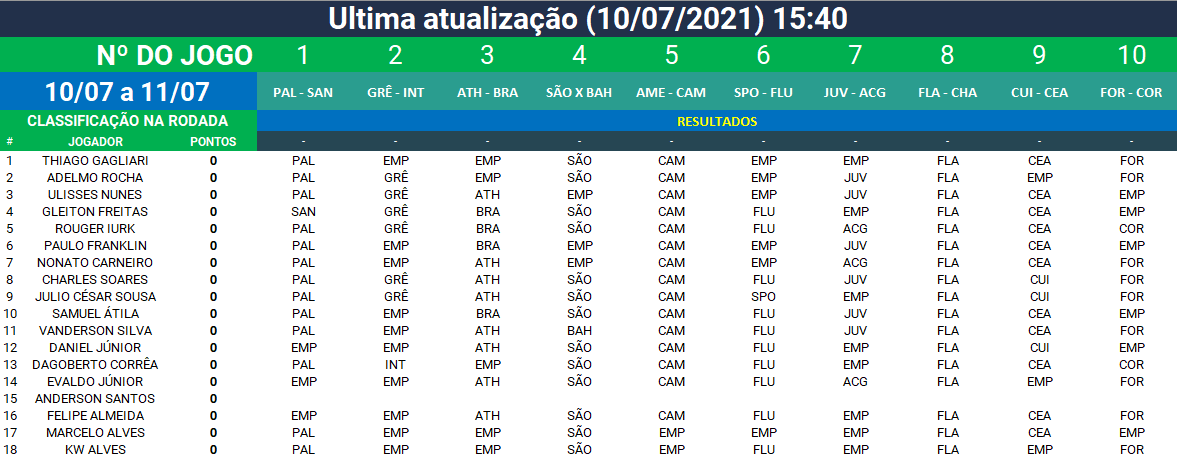 Ultima atualização (10/07/2021) 15:40
Nº DO JOGO 1 2 3 4 5 6 7 8 9 10
10/07 a 11/07 PAL - SAN GRÊ - INT ATH - BRA SÃO X BAH AME - CAM SPO - FLU JUV - ACG FLA - CHA CUI - CEA FOR - COR
CLASSIFICAÇÃO NA RODADA RESULTADOS
# JOGADOR PONTOS - - - - - - - - - -
1 THIAGO GAGLIARI 0 PAL EMP EMP SÃO CAM EMP EMP FLA CEA FOR
2 ADELMO ROCHA 0 PAL GRÊ EMP SÃO CAM EMP JUV FLA EMP FOR
3 ULISSES NUNES 0 PAL GRÊ ATH EMP CAM EMP JUV FLA CEA EMP
4 GLEITON FREITAS 0 SAN GRÊ BRA SÃO CAM FLU EMP FLA CEA EMP
5 ROUGER IURK 0 PAL GRÊ BRA SÃO CAM FLU ACG FLA CEA COR
6 PAULO FRANKLIN 0 PAL EMP BRA EMP CAM EMP JUV FLA CEA EMP
7 NONATO CARNEIRO 0 PAL EMP ATH EMP CAM EMP ACG FLA CEA FOR
8 CHARLES SOARES 0 PAL GRÊ ATH SÃO CAM FLU JUV FLA CUI FOR
9 JULIO CÉSAR SOUSA 0 PAL GRÊ ATH SÃO CAM SPO EMP FLA CUI FOR
10 SAMUEL ÁTILA 0 PAL EMP BRA SÃO CAM FLU JUV FLA CEA EMP
11 VANDERSON SILVA 0 PAL EMP ATH BAH CAM FLU JUV FLA CEA FOR
12 DANIEL JÚNIOR 0 EMP EMP ATH SÃO CAM FLU EMP FLA CUI EMP
13 DAGOBERTO CORRÊA 0 PAL INT EMP SÃO CAM FLU EMP FLA CEA COR
14 EVALDO JÚNIOR 0 EMP EMP ATH SÃO CAM FLU ACG FLA EMP FOR
15 ANDERSON SANTOS 0
16 FELIPE ALMEIDA 0 EMP EMP ATH SÃO CAM FLU EMP FLA CEA FOR
17 MARCELO ALVES 0 PAL EMP EMP SÃO EMP EMP EMP FLA CEA EMP
18 KW ALVES 0 PAL EMP EMP SÃO EMP FLU EMP FLA EMP FOR